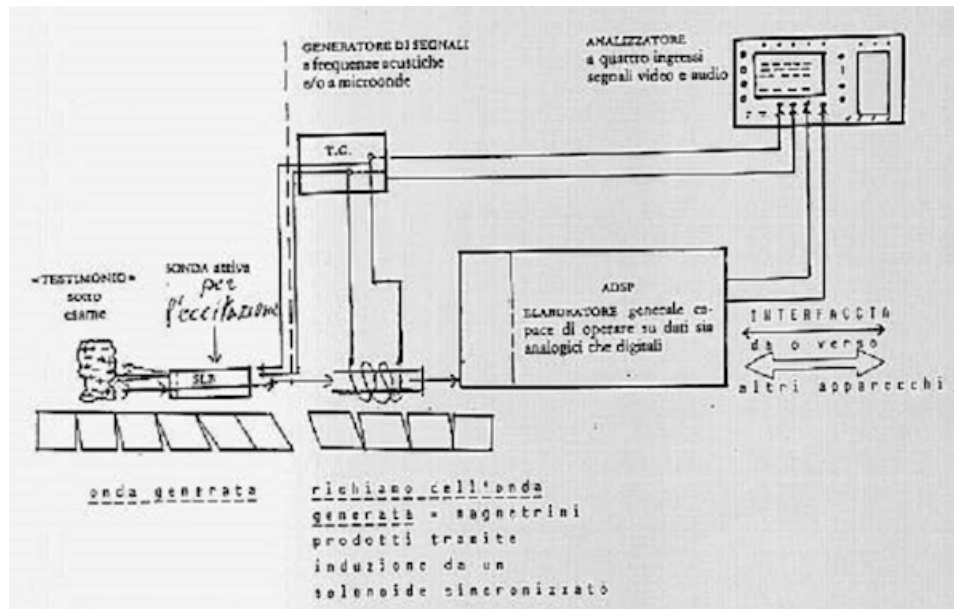 GENERATORE DI SEGNALI
a frequenze acustiche
e/o a microonde
ANALIZZATORE
a quattro ingressi
segnali video e audio
T.C.
«TESTIMONIO»
sotto
esame
SONDA attiva
per
l'eccitazione
SLB
ADSP
ELABORATORE generale ca-
pace di operare su dati sia
analogici che digitali
INTERFACCIA
da o verso
altri apparecchi
onda generata
richiamo dell'onda
generata = magnetrini
prodotti tramite
induzione da un
solenoide sincronizzato